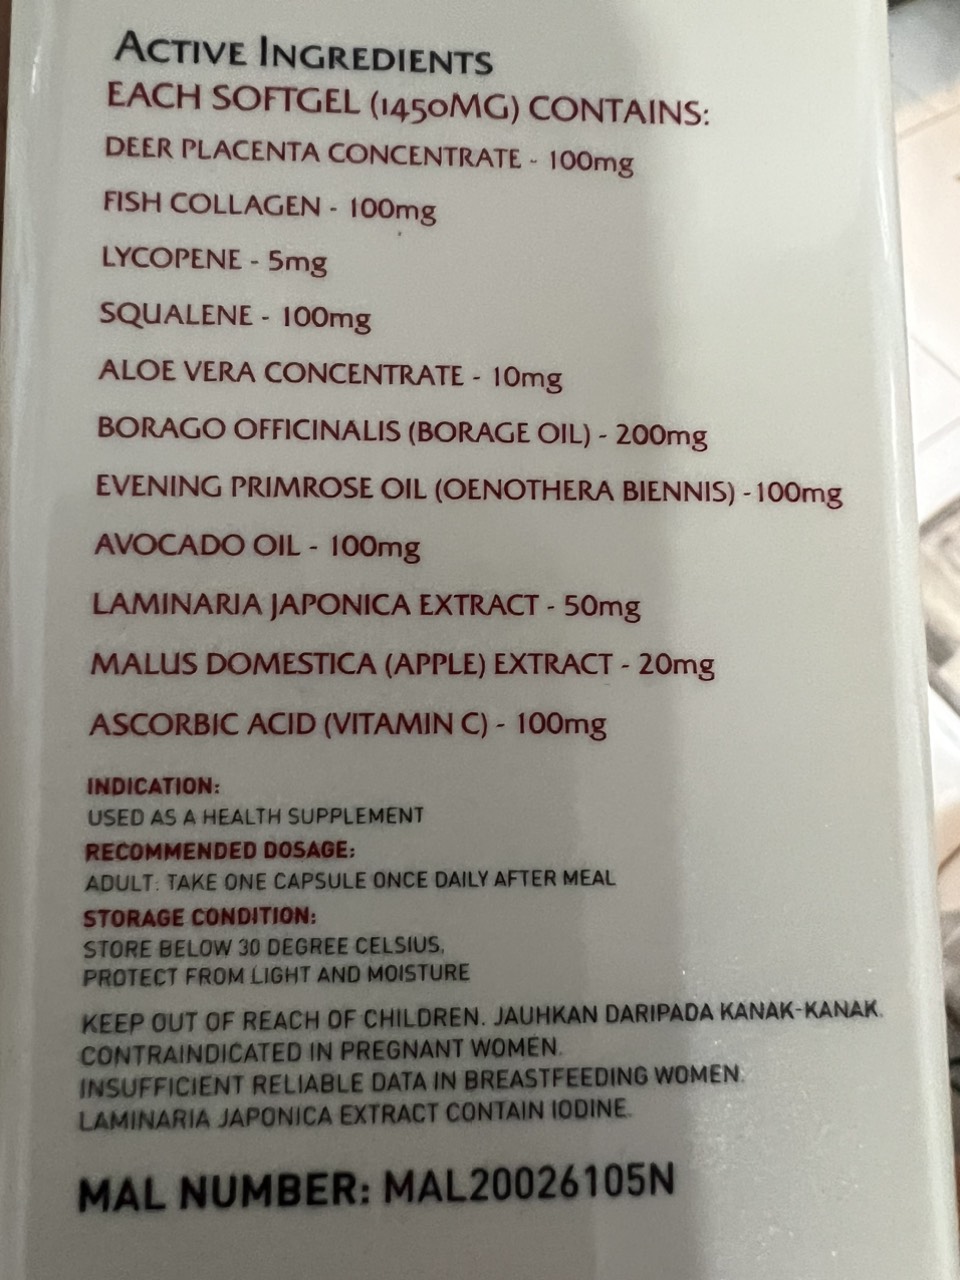 ACTIVE INGREDIENTS
EACH SOFTGEL (1450MG) CONTAINS:
DEER PLACENTA CONCENTRATE - 100mg
FISH COLLAGEN - 100mg
LYCOPENE - 5mg
SQUALENE - 100mg
ALOE VERA CONCENTRATE - 10mg
BORAGO OFFICINALIS (BORAGE OIL) - 200mg
EVENING PRIMROSE OIL (OENOTHERA BIENNIS) - 100mg
AVOCADO OIL - 100mg
LAMINARIA JAPONICA EXTRACT - 50mg
MALUS DOMESTICA (APPLE) EXTRACT - 20mg
ASCORBIC ACID (VITAMIN C) - 100mg
INDICATION:
USED AS A HEALTH SUPPLEMENT
RECOMMENDED DOSAGE:
ADULT: TAKE ONE CAPSULE ONCE DAILY AFTER MEAL
STORAGE CONDITION:
STORE BELOW 30 DEGREE CELSIUS.
PROTECT FROM LIGHT AND MOISTURE
KEEP OUT OF REACH OF CHILDREN. JAUHKAN DARIPADA KANAK-KANAK.
CONTRAINDICATED IN PREGNANT WOMEN.
INSUFFICIENT RELIABLE DATA IN BREASTFEEDING WOMEN.
LAMINARIA JAPONICA EXTRACT CONTAIN IODINE.
MAL NUMBER: MAL20026105N